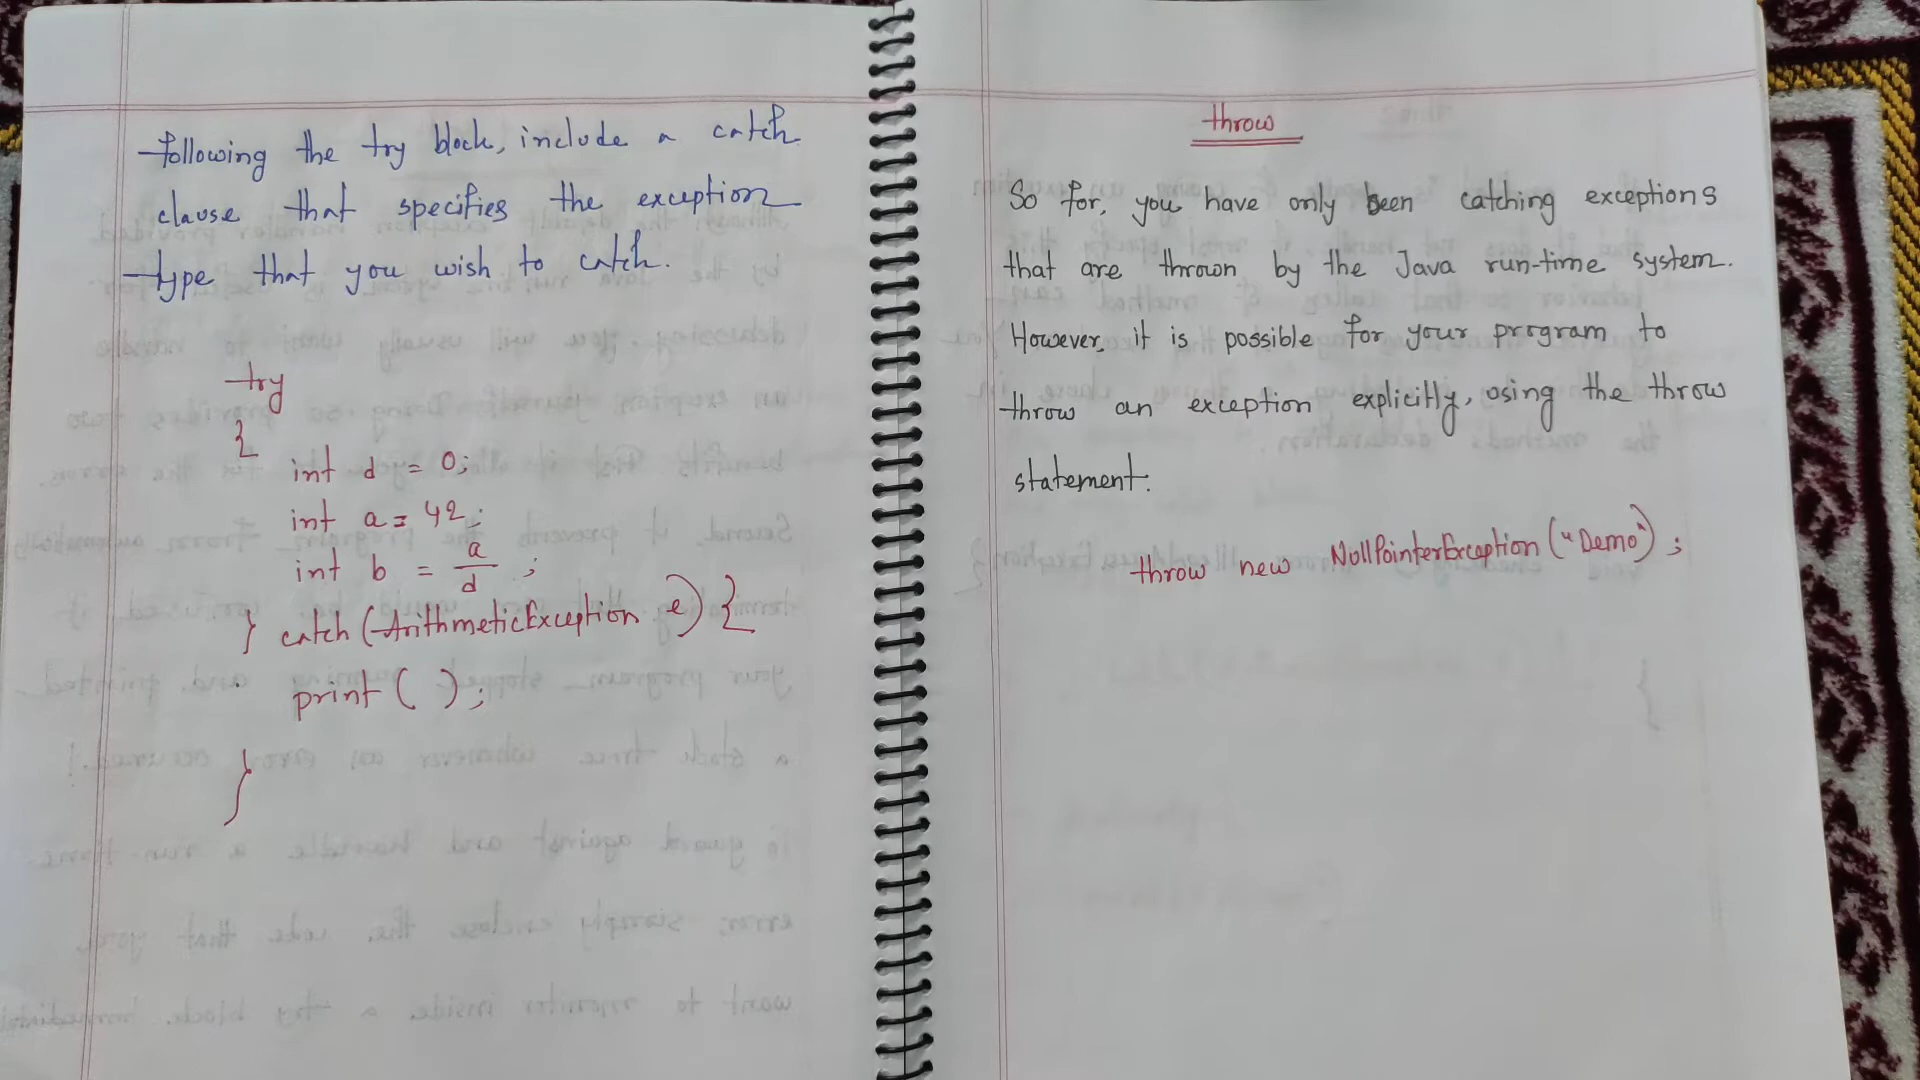 following the try block, include a catch
clause that specifies the exception
type that you wish to catch.
try
{
int d = 0;
int a = 42;
int b = a/d ;
} catch (ArithmeticException e) {
print ( );
}
throw
So for, you have only been catching exceptions
that are thrown by the Java run-time system.
However, it is possible for your program to
throw an exception explicitly, using the throw
statement.
throw new NullPointerException ("Demo") ;